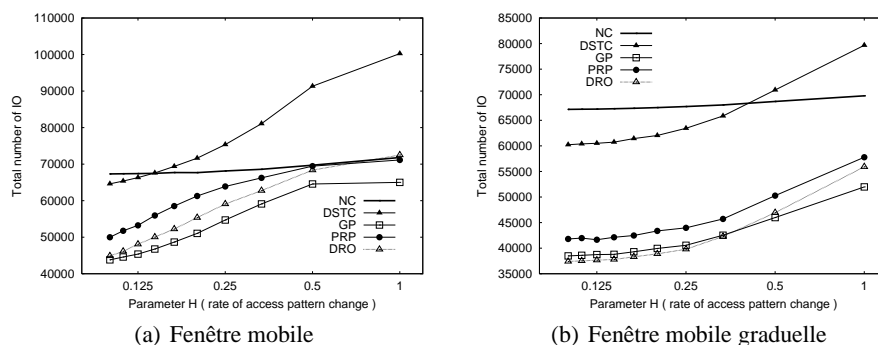 110000
100000
90000
80000
70000
60000
50000
40000
Total number of IO
0.125
0.25
0.5
1
Parameter H ( rate of access pattern change )
NC
DSTC
GP
PRP
DRO
(a) Fenêtre mobile
85000
80000
75000
70000
65000
60000
55000
50000
45000
40000
35000
Total number of IO
NC
DSTC
GP
PRP
DRO
0.125
0.25
0.5
1
Parameter H ( rate of access pattern change )
(b) Fenêtre mobile graduelle